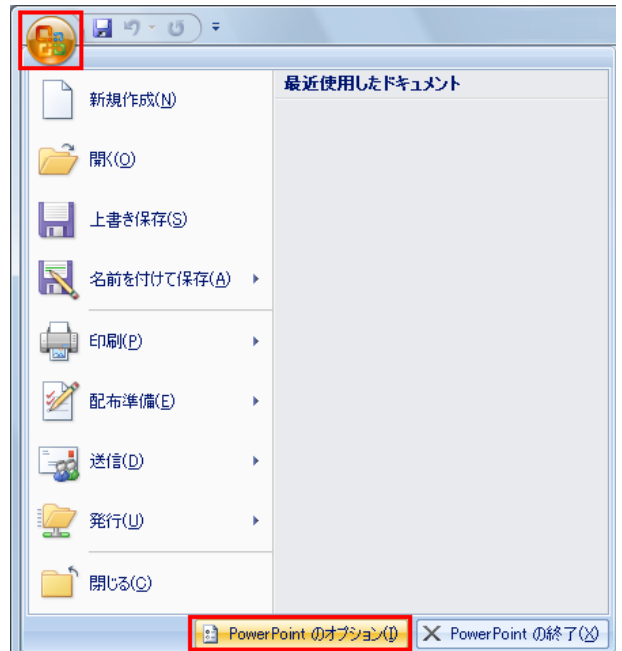 最近使用したドキュメント
新規作成(N)
開く(O)
上書き保存(S)
名前を付けて保存(A)
印刷(P)
配布準備(E)
送信(D)
発行(U)
閉じる(C)
PowerPoint のオプション(I)
PowerPoint の終了(X)